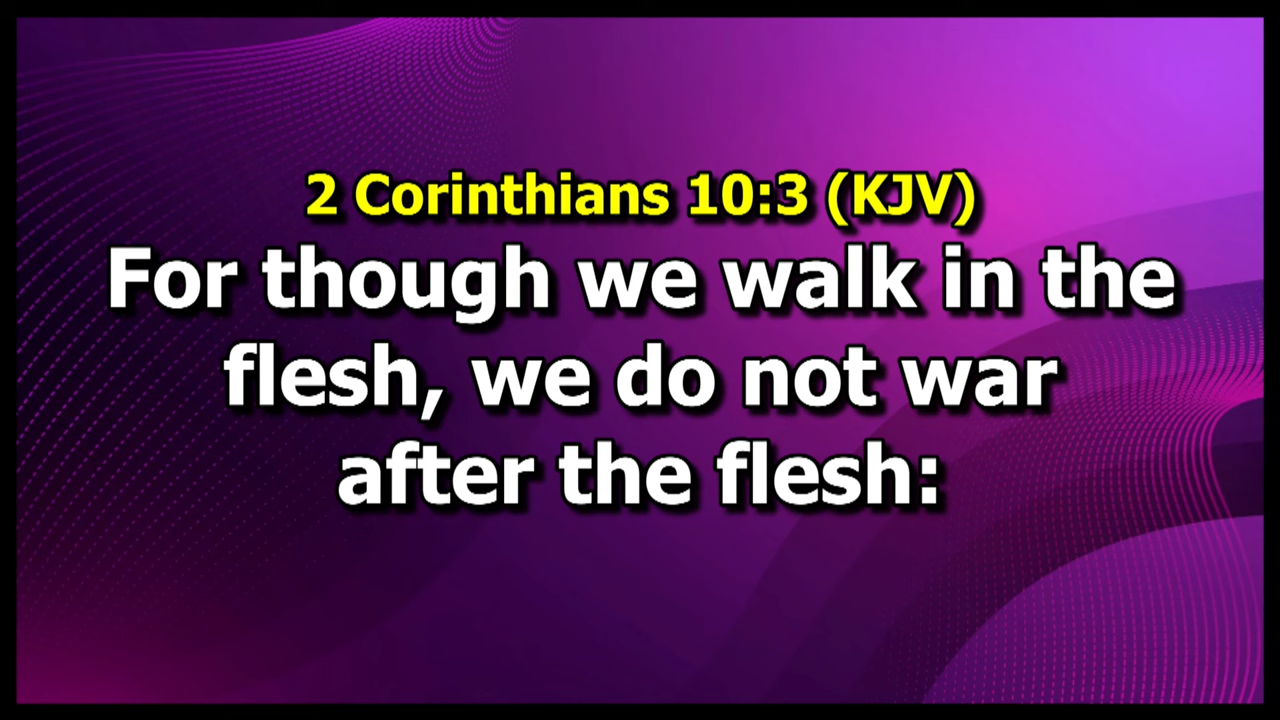 2 Corinthians 10:3 (KJV)
For though we walk in the
flesh, we do not war
after the flesh: